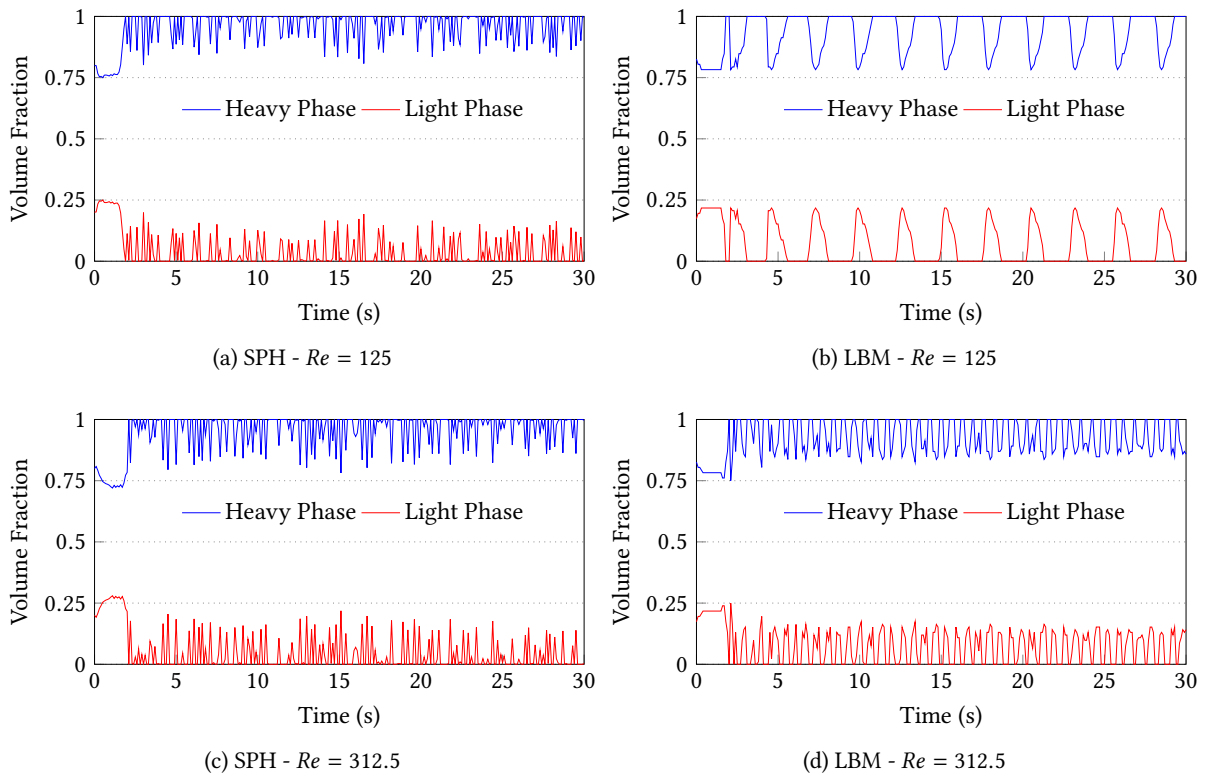 1
0.75
0.5
0.25
0
Volume Fraction
Heavy Phase
Light Phase
0 5 10 15 20 25 30
Time (s)
(a) SPH - Re = 125
1
0.75
0.5
0.25
0
Volume Fraction
Heavy Phase
Light Phase
0 5 10 15 20 25 30
Time (s)
(b) LBM - Re = 125
1
0.75
0.5
0.25
0
Volume Fraction
Heavy Phase
Light Phase
0 5 10 15 20 25 30
Time (s)
(c) SPH - Re = 312.5
1
0.75
0.5
0.25
0
Volume Fraction
Heavy Phase
Light Phase
0 5 10 15 20 25 30
Time (s)
(d) LBM - Re = 312.5